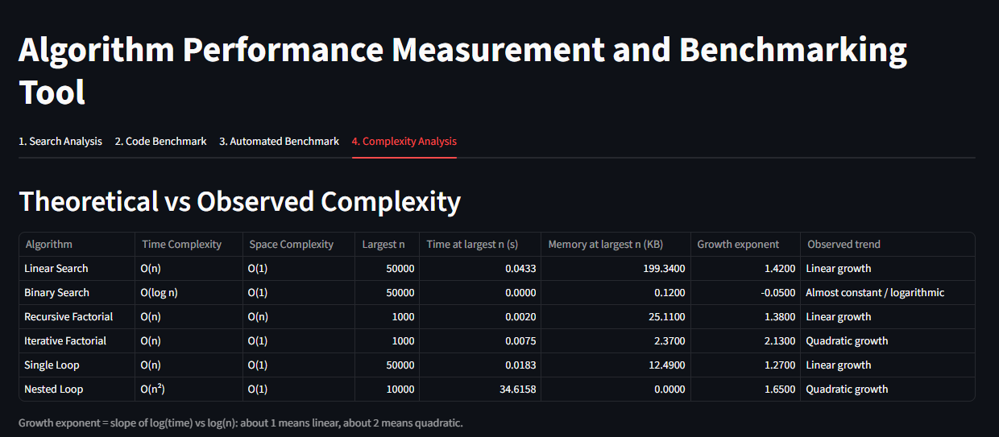 Algorithm Performance Measurement and Benchmarking
Tool
1. Search Analysis 2. Code Benchmark 3. Automated Benchmark 4. Complexity Analysis
Theoretical vs Observed Complexity
Algorithm Time Complexity Space Complexity Largest n Time at largest n (s) Memory at largest n (KB) Growth exponent Observed trend
Linear Search O(n) O(1) 50000 0.0433 199.3400 1.4200 Linear growth
Binary Search O(log n) O(1) 50000 0.0000 0.1200 -0.0500 Almost constant / logarithmic
Recursive Factorial O(n) O(n) 1000 0.0020 25.1100 1.3800 Linear growth
Iterative Factorial O(n) O(1) 1000 0.0075 2.3700 2.1300 Quadratic growth
Single Loop O(n) O(1) 50000 0.0183 12.4900 1.2700 Linear growth
Nested Loop O(n²) O(1) 10000 34.6158 0.0000 1.6500 Quadratic growth
Growth exponent = slope of log(time) vs log(n): about 1 means linear, about 2 means quadratic.